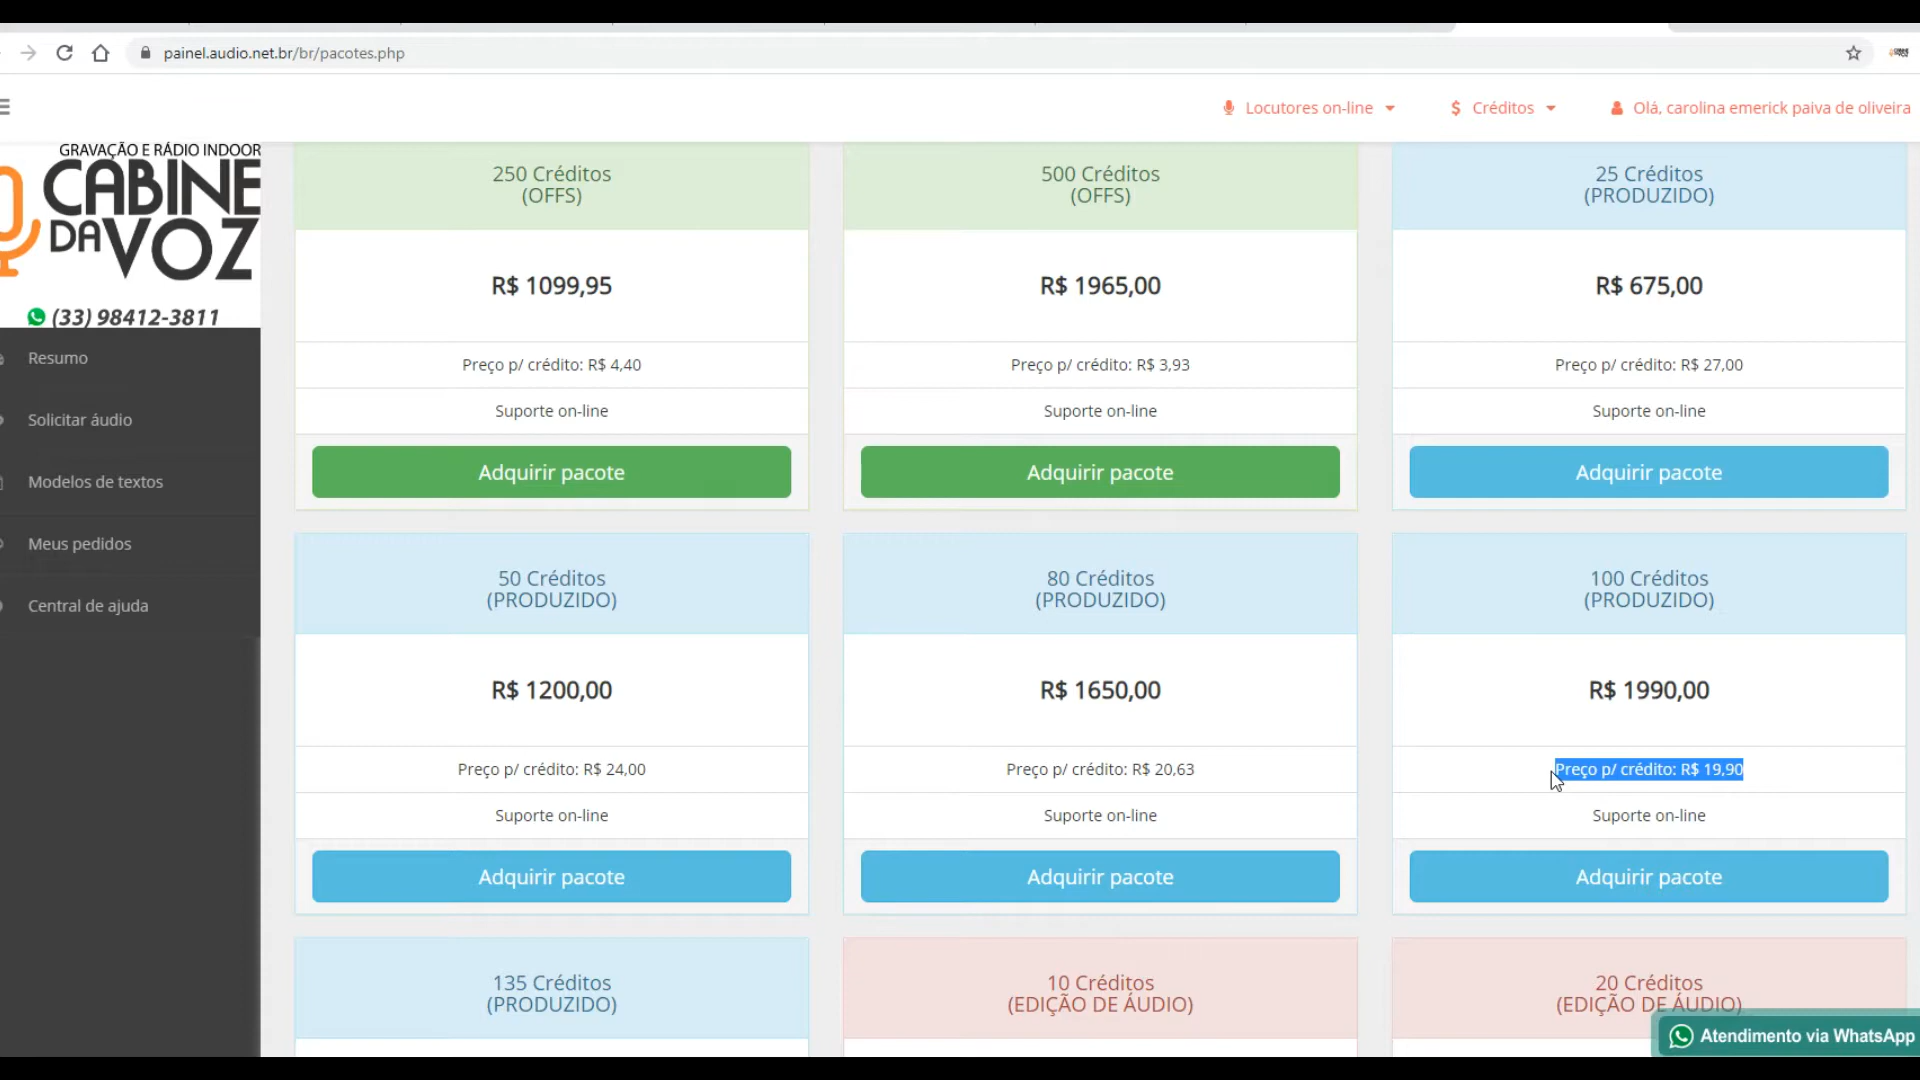 painel.audio.net.br/br/pacotes.php
Locutores on-line
$ Créditos
Olá, carolina emerick paiva de oliveira
GRAVAÇÃO E RÁDIO INDOOR
CABINE
DA VOZ
(33) 98412-3811
Resumo
Solicitar áudio
Modelos de textos
Meus pedidos
Central de ajuda
250 Créditos
(OFFS)
R$ 1099,95
Preço p/ crédito: R$ 4,40
Suporte on-line
Adquirir pacote
500 Créditos
(OFFS)
R$ 1965,00
Preço p/ crédito: R$ 3,93
Suporte on-line
Adquirir pacote
25 Créditos
(PRODUZIDO)
R$ 675,00
Preço p/ crédito: R$ 27,00
Suporte on-line
Adquirir pacote
50 Créditos
(PRODUZIDO)
R$ 1200,00
Preço p/ crédito: R$ 24,00
Suporte on-line
Adquirir pacote
80 Créditos
(PRODUZIDO)
R$ 1650,00
Preço p/ crédito: R$ 20,63
Suporte on-line
Adquirir pacote
100 Créditos
(PRODUZIDO)
R$ 1990,00
Preço p/ crédito: R$ 19,90
Suporte on-line
Adquirir pacote
135 Créditos
(PRODUZIDO)
10 Créditos
(EDIÇÃO DE ÁUDIO)
20 Créditos
(EDIÇÃO DE ÁUDIO)
Atendimento via WhatsApp